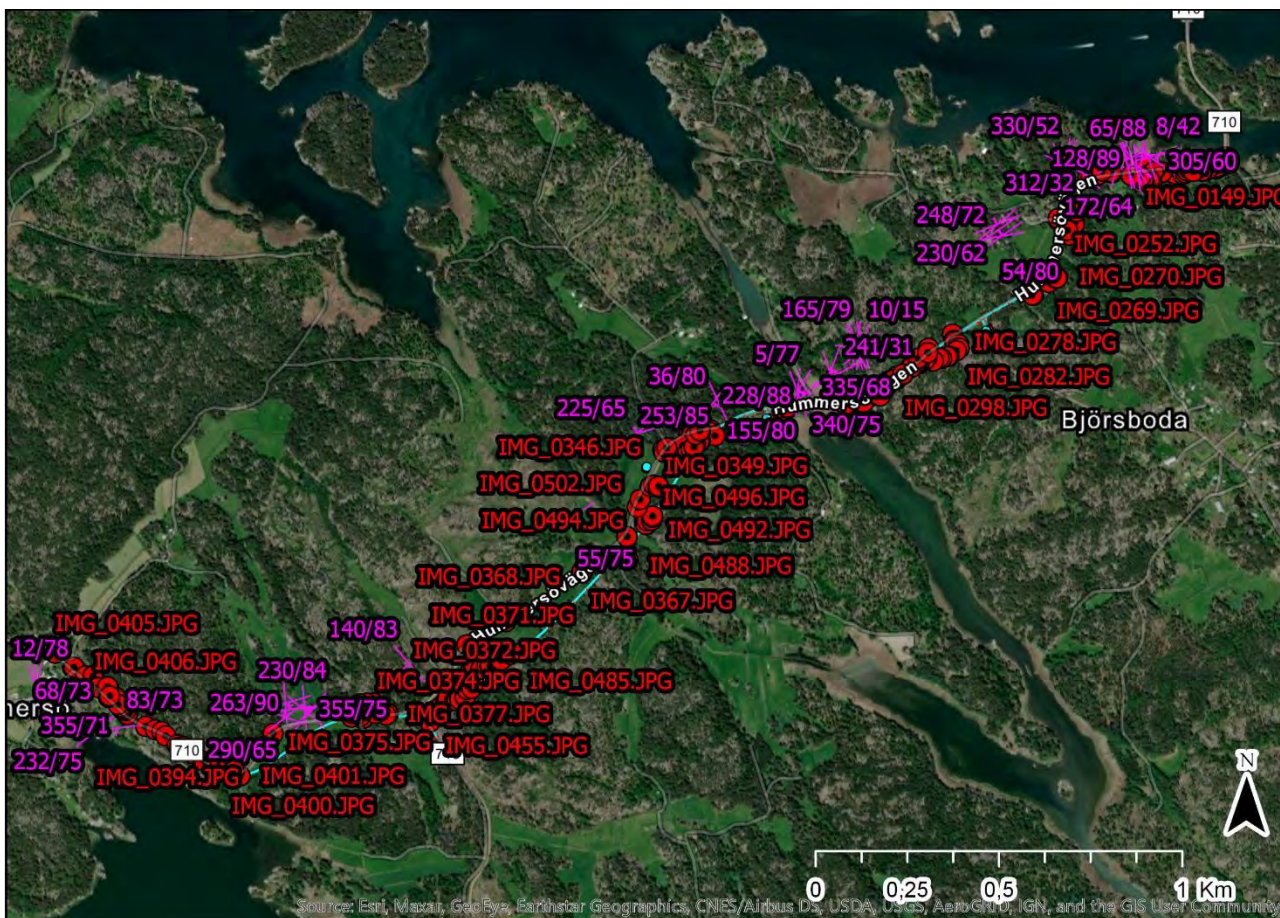 710
330/52
65/88
8/42
710
128/89
305/60
312/32
IMG_0149.JPG
248/72
172/64
230/62
IMG_0252.JPG
54/80
IMG_0270.JPG
IMG_0269.JPG
165/79
10/15
IMG_0278.JPG
5/77
241/31
36/80
IMG_0282.JPG
228/88
335/68
225/65
253/85
IMG_0298.JPG
155/80
340/75
Björsboda
IMG_0346.JPG
IMG_0349.JPG
IMG_0502.JPG
IMG_0496.JPG
IMG_0494.JPG
IMG_0492.JPG
55/75
IMG_0488.JPG
IMG_0368.JPG
IMG_0367.JPG
IMG_0371.JPG
IMG_0405.JPG
140/83
IMG_0372.JPG
12/78
IMG_0406.JPG
230/84
IMG_0374.JPG
IMG_0485.JPG
68/73
83/73
263/90
355/75
IMG_0377.JPG
355/71
IMG_0375.JPG
IMG_0455.JPG
710
290/65
232/75
IMG_0394.JPG
IMG_0401.JPG
IMG_0400.JPG
N
0 0,25 0,5 1 Km
Source: Esri, Maxar, GeoEye, Earthstar Geographics, CNES/Airbus DS, USDA, USGS, AeroGRID, IGN, and the GIS User Community